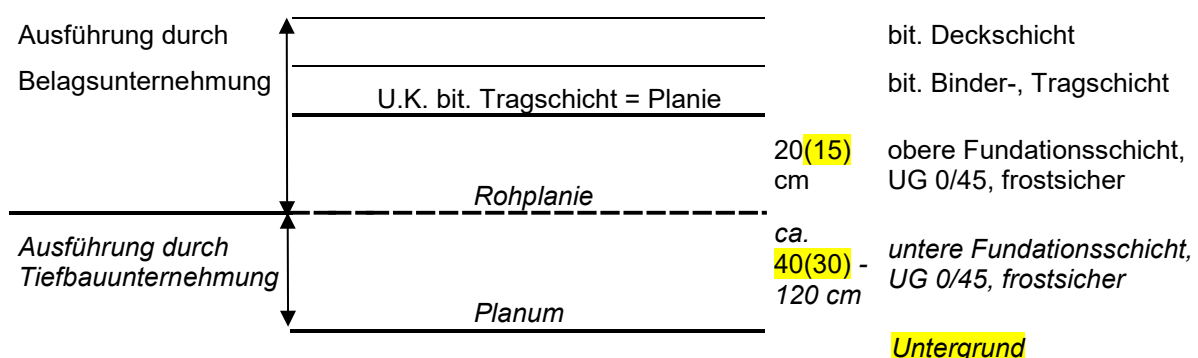 Ausführung durch
Belagsunternehmung
bit. Deckschicht
bit. Binder-, Tragschicht
U.K. bit. Tragschicht = Planie
20(15)
cm
obere Fundationsschicht,
UG 0/45, frostsicher
Rohplanie
Ausführung durch
Tiefbauunternehmung
ca.
40(30) -
120 cm
untere Fundationsschicht,
UG 0/45, frostsicher
Planum
Untergrund